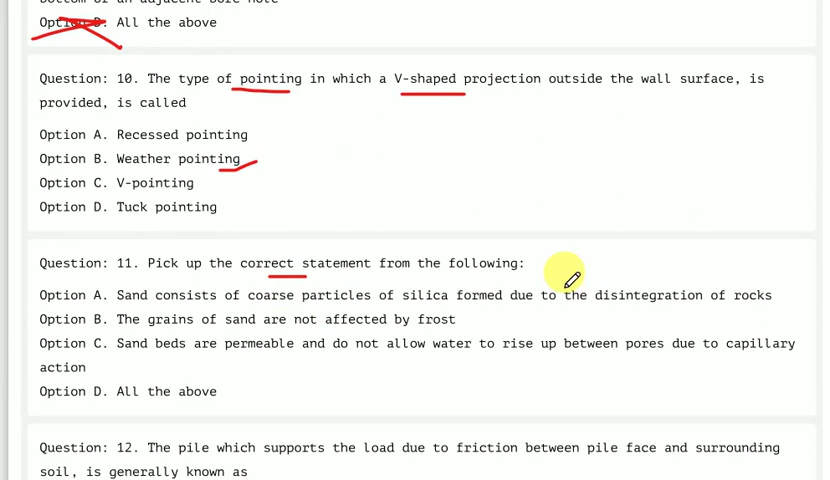 Option D. All the above
Question: 10. The type of pointing in which a V-shaped projection outside the wall surface, is
provided, is called
Option A. Recessed pointing
Option B. Weather pointing
Option C. V-pointing
Option D. Tuck pointing
Question: 11. Pick up the correct statement from the following:
Option A. Sand consists of coarse particles of silica formed due to the disintegration of rocks
Option B. The grains of sand are not affected by frost
Option C. Sand beds are permeable and do not allow water to rise up between pores due to capillary
action
Option D. All the above
Question: 12. The pile which supports the load due to friction between pile face and surrounding
soil, is generally known as